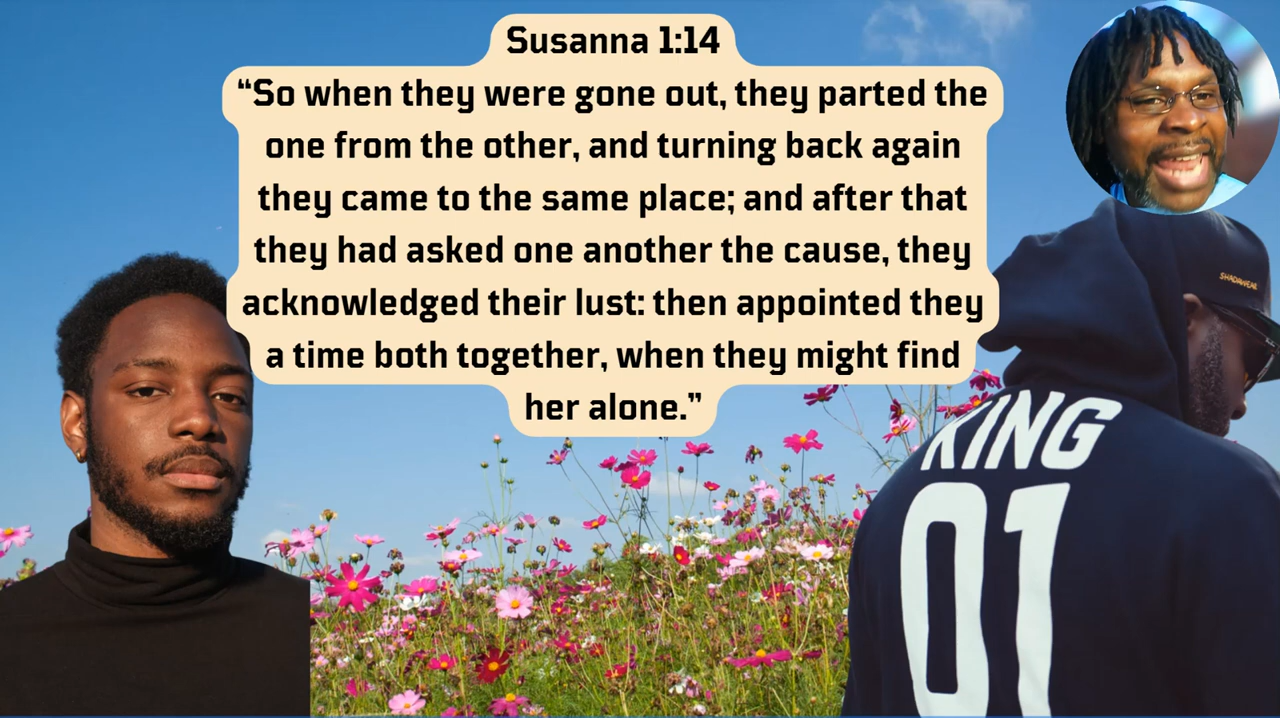 Susanna 1:14
“So when they were gone out, they parted the
one from the other, and turning back again
they came to the same place; and after that
they had asked one another the cause, they
acknowledged their lust: then appointed they
a time both together, when they might find
her alone.”
SHADAWEAR
KING
01